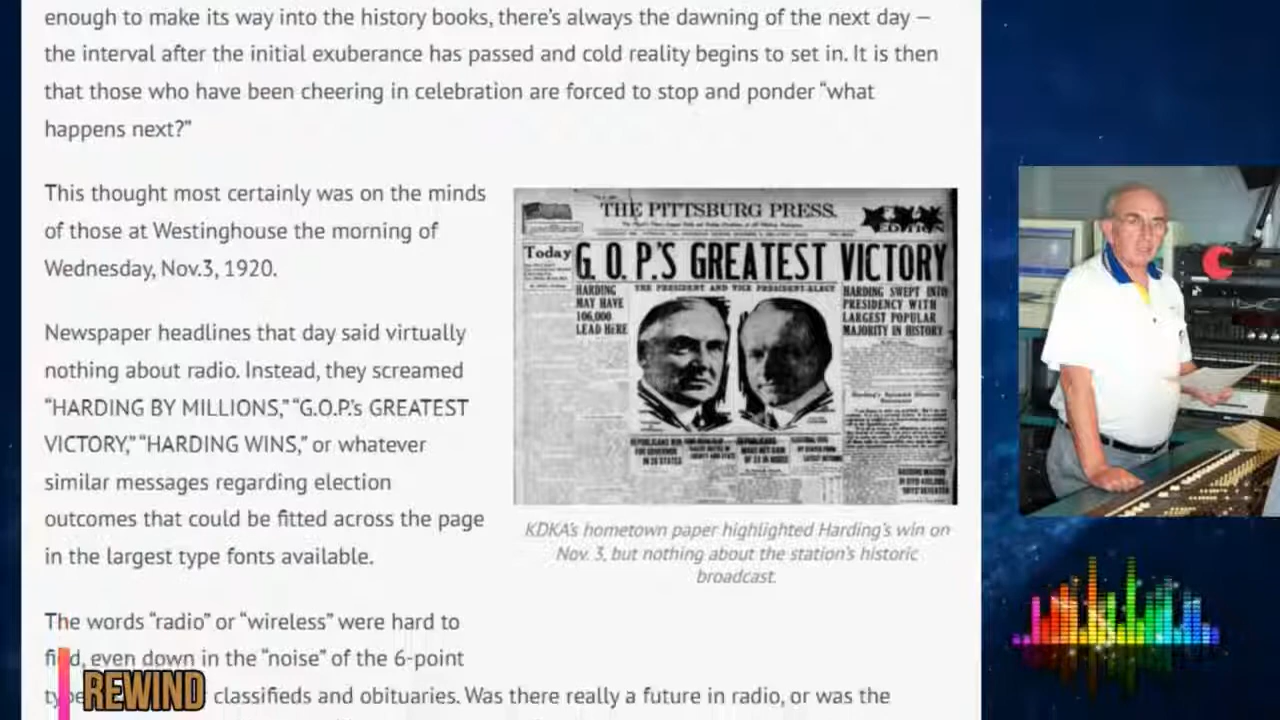 enough to make its way into the history books, there's always the dawning of the next day —
the interval after the initial exuberance has passed and cold reality begins to set in. It is then
that those who have been cheering in celebration are forced to stop and ponder “what
happens next?”
This thought most certainly was on the minds
of those at Westinghouse the morning of
Wednesday, Nov.3, 1920.
Newspaper headlines that day said virtually
nothing about radio. Instead, they screamed
“HARDING BY MILLIONS,” “G.O.P.’s GREATEST
VICTORY,” “HARDING WINS,” or whatever
similar messages regarding election
outcomes that could be fitted across the page
in the largest type fonts available.
The words “radio” or “wireless” were hard to
find, even down in the “noise” of the 6-point
classifieds and obituaries. Was there really a future in radio, or was the
THE PITTSBURG PRESS.
EDITION
Today
G. O. P.'S GREATEST VICTORY
THE PRESIDENT AND VICE PRESIDENT-ELECT
HARDING
MAY HAVE
106,000
LEAD HERE
HARDING SWEPT INTO
PRESIDENCY WITH
LARGEST POPULAR
MAJORITY IN HISTORY
KDKA's hometown paper highlighted Harding's win on
Nov. 3, but nothing about the station's historic
broadcast.
REWIND